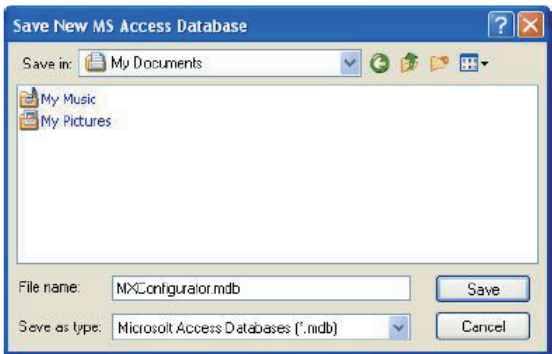 Save New MS Access Database
Save in: My Documents
My Music
My Pictures
File name: MXConfigurator.mdb Save
Save as type: Microsoft Access Databases (*.mdb) Cancel